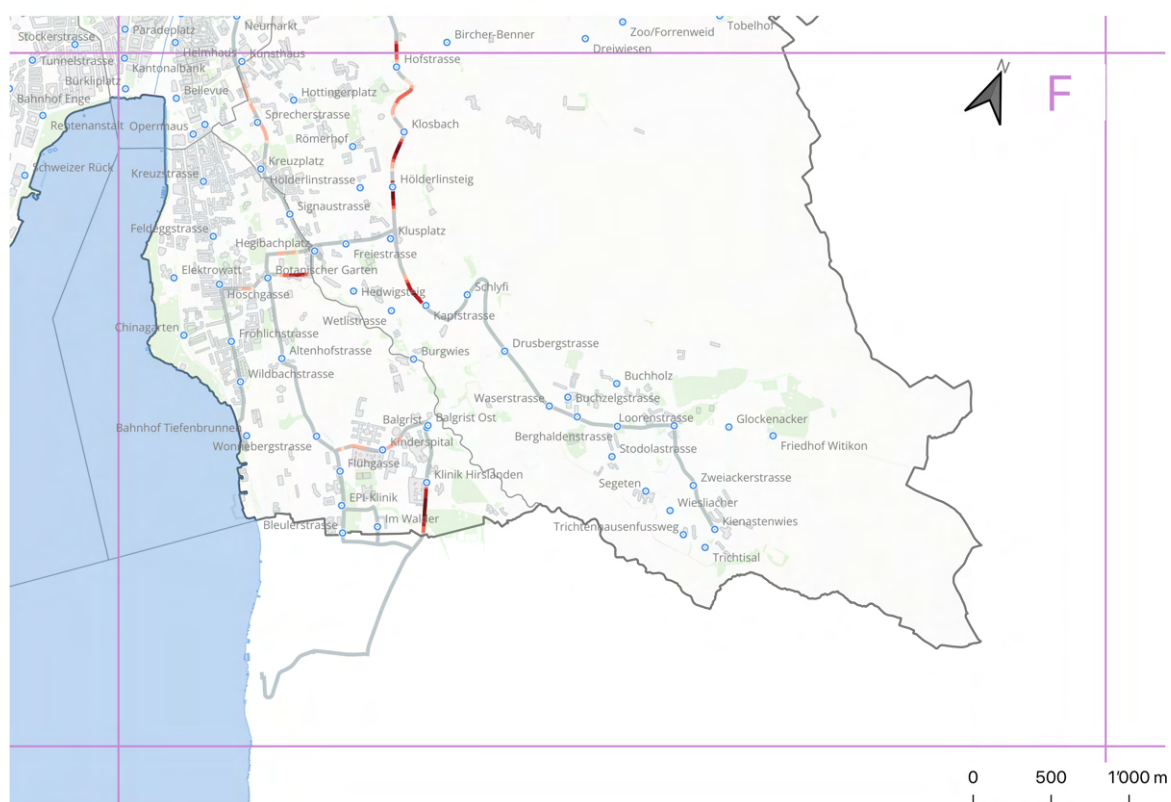 Stockerstrasse
Paradeplatz
Neumarkt
Bircher-Benner
Zoo/Forrenweid
Tobelhof
Dreiwiesen
Tunnelstrasse
Helmhaus
Kunsthaus
Hofstrasse
Kantonalbank
Bürkliplatz
N
F
Bahnhof Enge
Bellevue
Hottingerplatz
Rentenanstalt
Opernhaus
Sprecherstrasse
Klosbach
Römerhof
Schweizer Rück
Kreuzstrasse
Kreuzplatz
Hölderlinstrasse
Hölderlinsteig
Signaustrasse
Feldeggstrasse
Klusplatz
Hegibachplatz
Freiestrasse
Elektrowatt
Botanischer Garten
Höschgasse
Hedwigsteig
Schlyfi
Kapfstrasse
Wetlistrasse
Chinagarten
Fröhlichstrasse
Drusbergstrasse
Altenhofstrasse
Burgwies
Wildbachstrasse
Buchholz
Waserstrasse
Buchzelgstrasse
Bahnhof Tiefenbrunnen
Balgrist
Balgrist Ost
Loorenstrasse
Glockenacker
Berghaldenstrasse
Wonnebergstrasse
Kinderspital
Friedhof Witikon
Stodolastrasse
Flühgasse
Klinik Hirslanden
Zweiackerstrasse
Segeten
EPI-Klinik
Wiesliacher
Bleulerstrasse
Im Walder
Trichtenhausenfussweg
Kienastenwies
Trichtisal
0 500 1'000 m